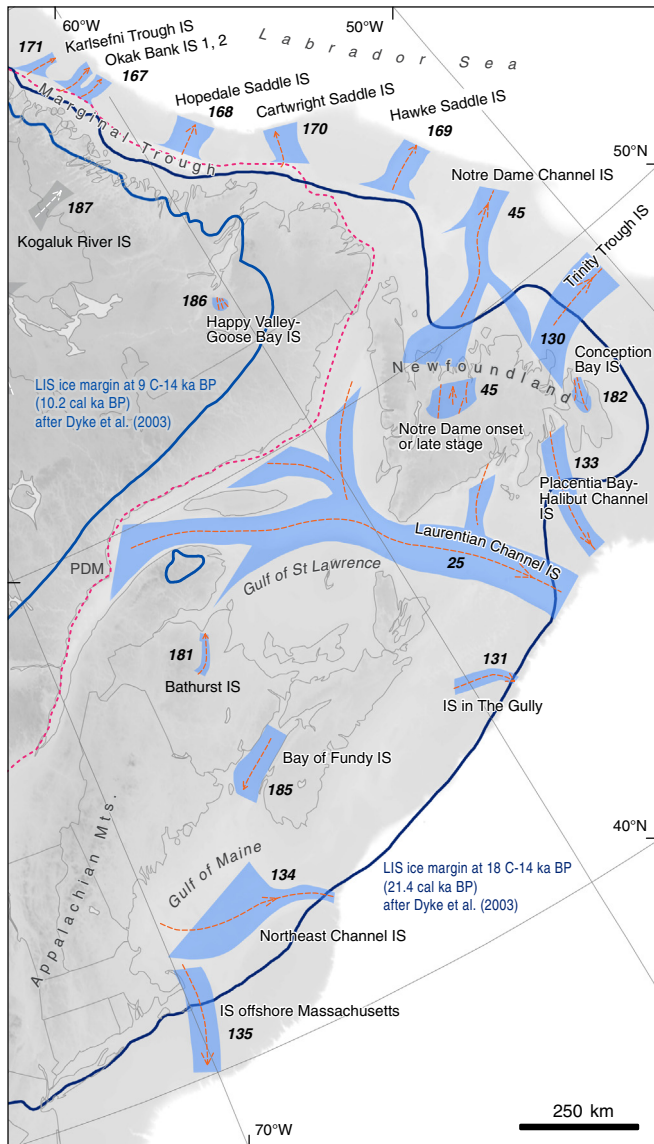 60°W
50°W
Labrador Sea
171
Karlsefni Trough IS
Okak Bank IS 1, 2
167
Marginal Trough
Hopedale Saddle IS
168
Cartwright Saddle IS
170
Hawke Saddle IS
169
50°N
Notre Dame Channel IS
45
187
Kogaluk River IS
Trinity Trough IS
186
Happy Valley-
Goose Bay IS
130
Conception
Bay IS
182
Newfoundland
45
Notre Dame onset
or late stage
LIS ice margin at 9 C-14 ka BP
(10.2 cal ka BP)
after Dyke et al. (2003)
133
Placentia Bay-
Halibut Channel
IS
Laurentian Channel IS
25
PDM
Gulf of St Lawrence
181
Bathurst IS
131
IS in The Gully
Bay of Fundy IS
185
40°N
Appalachian Mts.
Gulf of Maine
134
Northeast Channel IS
LIS ice margin at 18 C-14 ka BP
(21.4 cal ka BP)
after Dyke et al. (2003)
IS offshore Massachusetts
135
70°W
250 km